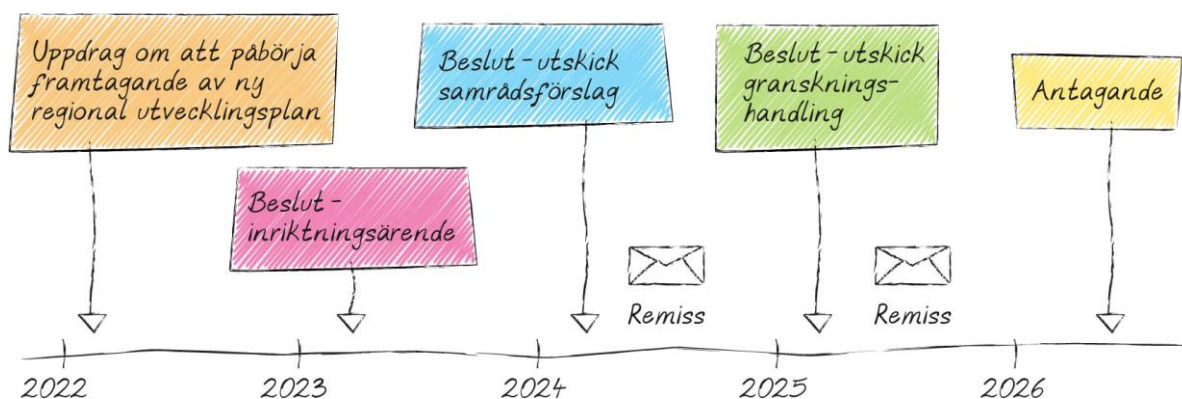 Uppdrag om att påbörja
framtagande av ny
regional utvecklingsplan
Beslut-
inriktningsärende
Beslut-utskick
samrådsförslag
Remiss
Beslut-utskick
gransknings-
handling
Remiss
Antagande
2022
2023
2024
2025
2026